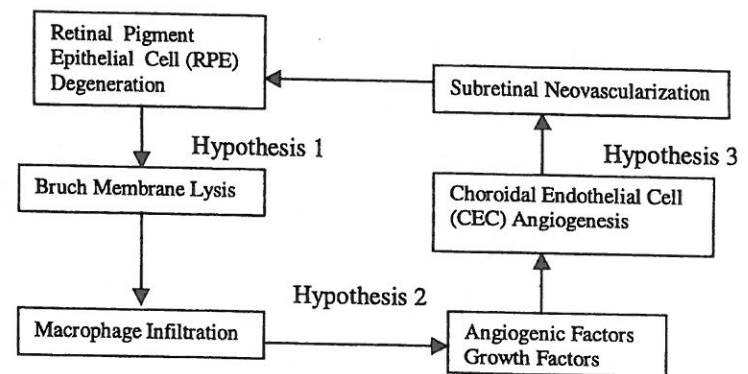 Retinal Pigment
Epithelial Cell (RPE)
Degeneration
Subretinal Neovascularization
Hypothesis 1
Hypothesis 3
Bruch Membrane Lysis
Choroidal Endothelial Cell
(CEC) Angiogenesis
Hypothesis 2
Macrophage Infiltration
Angiogenic Factors
Growth Factors